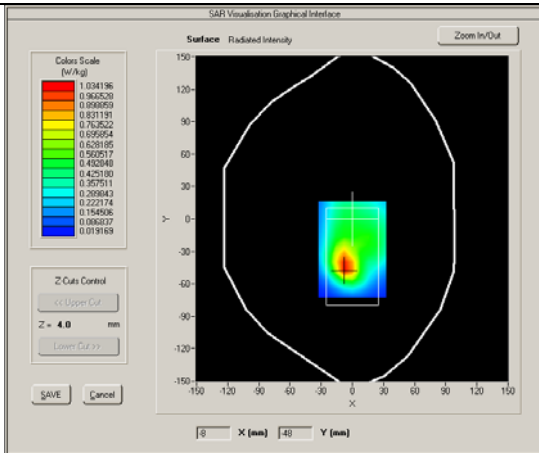 SAR Visualisation Graphical Interface
Surface Radiated Intensity
Zoom In/Out
Colors Scale
(W/kg)
1.034196
0.966528
0.898859
0.831191
0.763522
0.695854
0.628185
0.560517
0.492848
0.425180
0.357511
0.289843
0.222174
0.154506
0.086837
0.019169
Z-Cuts Control
<< Upper Cut
Z = 4.0 mm
Lower Cut >>
SAVE Cancel
150
120
90
60
30
0
-30
-60
-90
-120
-150
Y
-150 -120 -90 -60 -30 0 30 60 90 120 150
X
-8 X (mm) -48 Y (mm)